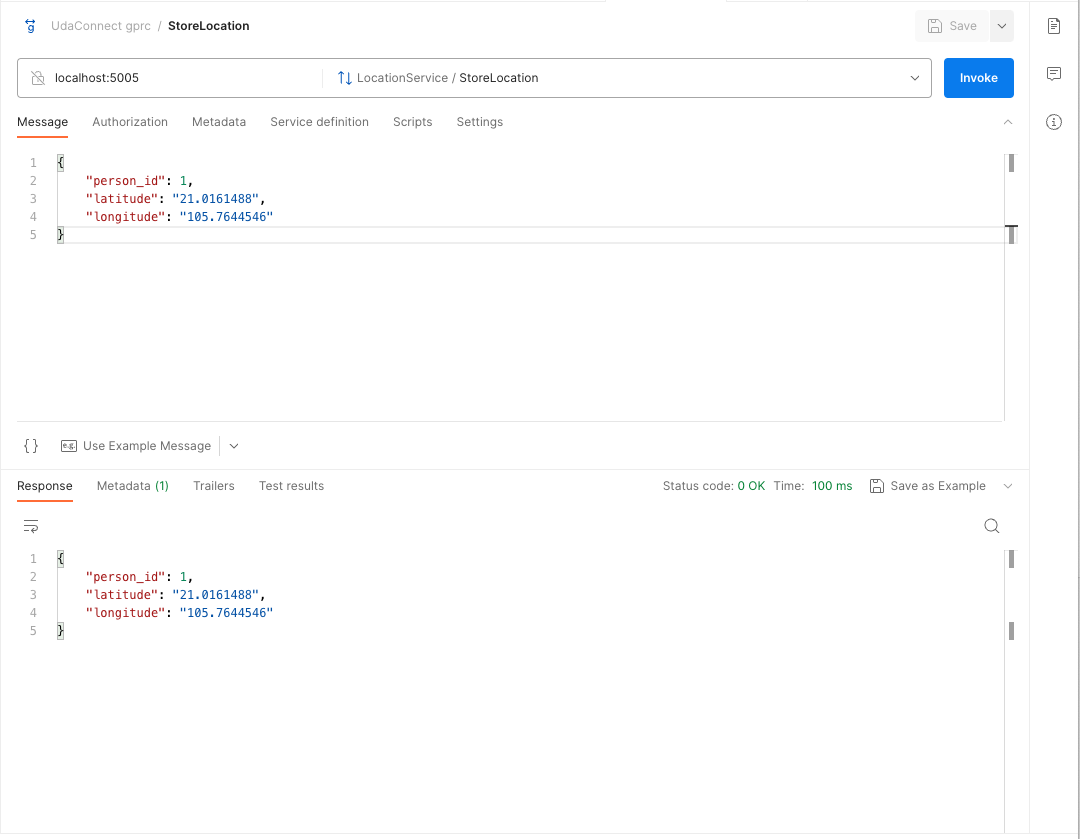 UdaConnect gprc / StoreLocation
Save
localhost:5005
LocationService / StoreLocation
Invoke
Message Authorization Metadata Service definition Scripts Settings
1 {
2 "person_id": 1,
3 "latitude": "21.0161488",
4 "longitude": "105.7644546"
5 }
{} e.g. Use Example Message
Response Metadata (1) Trailers Test results Status code: 0 OK Time: 100 ms Save as Example
1 {
2 "person_id": 1,
3 "latitude": "21.0161488",
4 "longitude": "105.7644546"
5 }